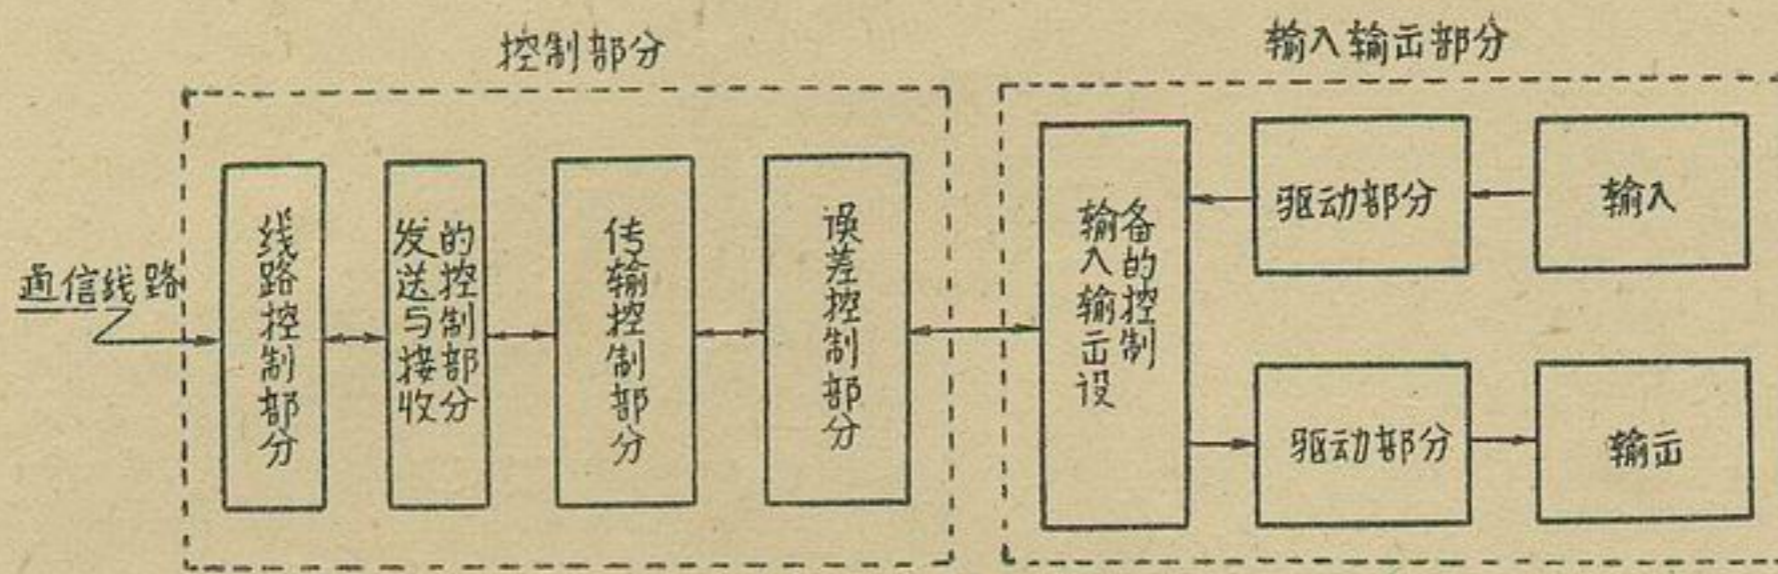 控制部分
输入输出部分
通信线路
线路控制部分
发送与接收
的控制部分
传输控制部分
误差控制部分
输入输出设
备的控制
驱动部分
输入
驱动部分
输出